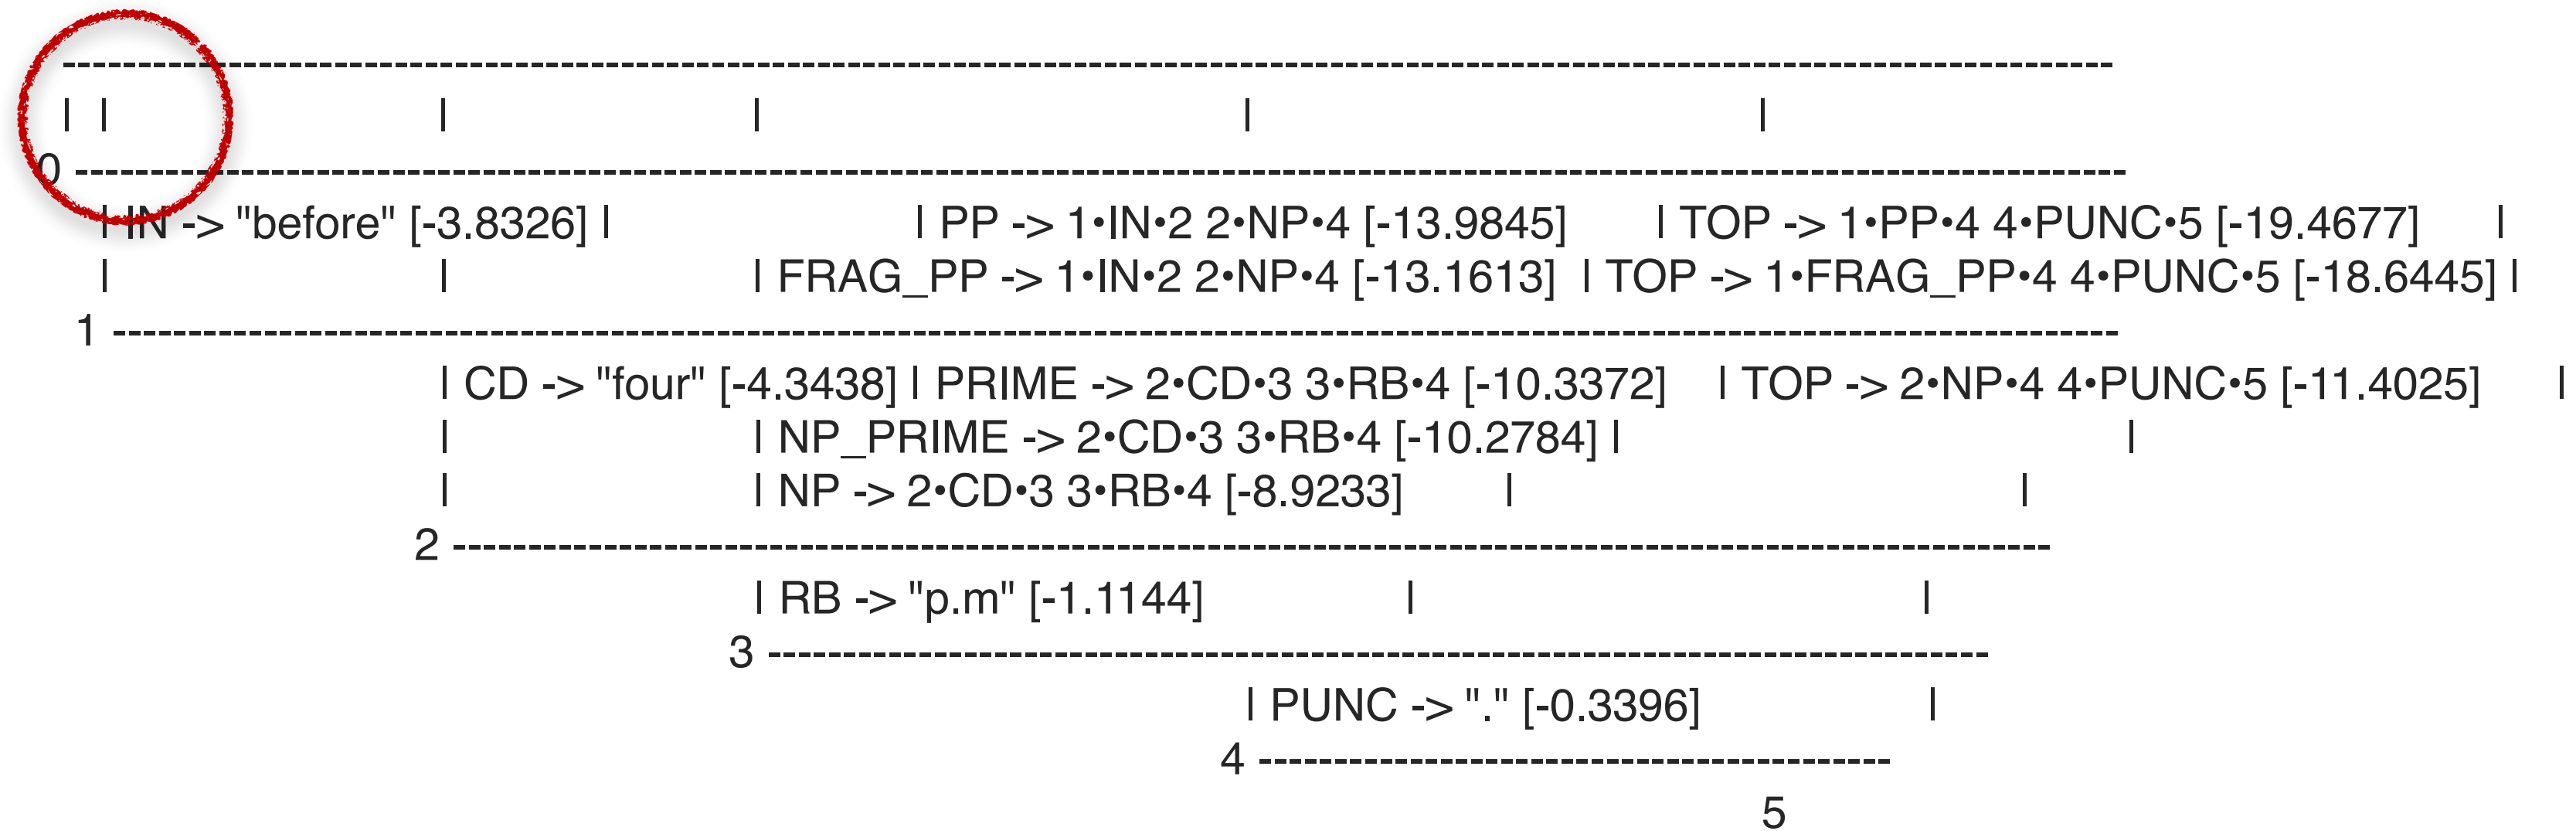 --------------------------------------------------------------------------------
| | | | | |
0 --------------------------------------------------------------------------------
| IN -> "before" [-3.8326] | | PP -> 1•IN•2 2•NP•4 [-13.9845] | TOP -> 1•PP•4 4•PUNC•5 [-19.4677] |
| | | FRAG_PP -> 1•IN•2 2•NP•4 [-13.1613] | TOP -> 1•FRAG_PP•4 4•PUNC•5 [-18.6445] |
1 --------------------------------------------------------------------------------
| CD -> "four" [-4.3438] | PRIME -> 2•CD•3 3•RB•4 [-10.3372] | TOP -> 2•NP•4 4•PUNC•5 [-11.4025] |
| | NP_PRIME -> 2•CD•3 3•RB•4 [-10.2784] | |
| | NP -> 2•CD•3 3•RB•4 [-8.9233] | |
2 ----------------------------------------------------------------
| RB -> "p.m" [-1.1144] | |
3 ------------------------------------------------
| PUNC -> "." [-0.3396] |
4 -------------------------
5